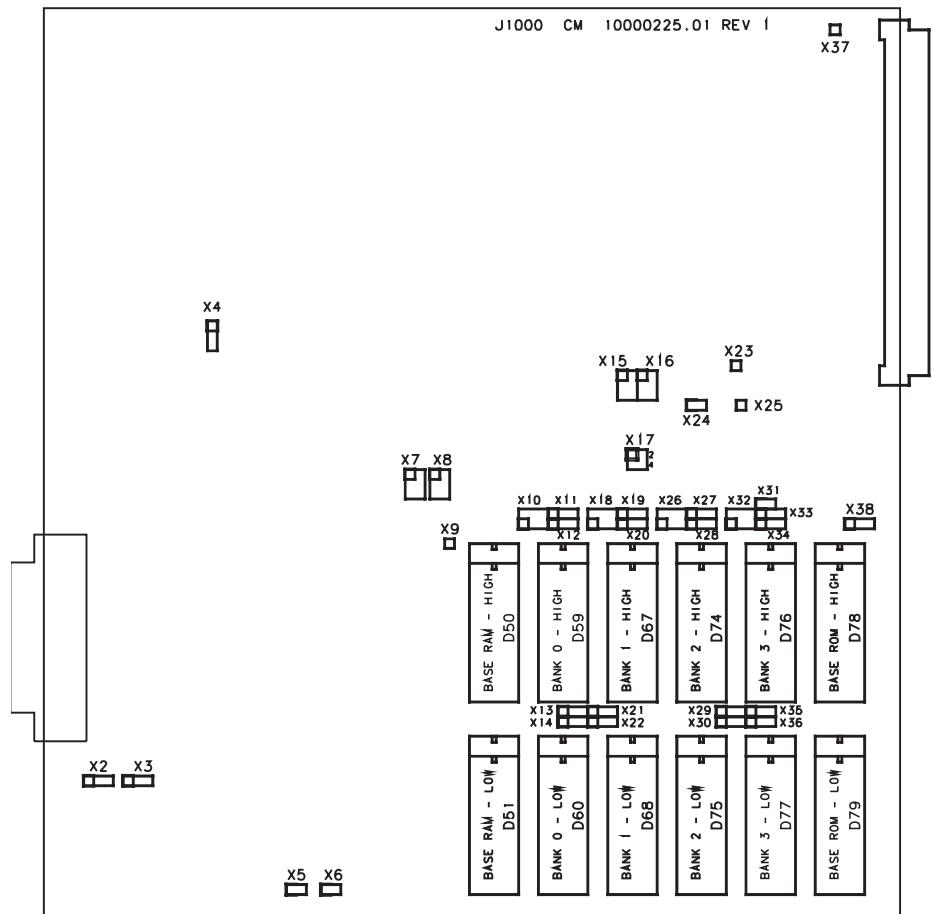 J1000 CM 10000225.01 REV 1
X37
X4
X15 X16
X23
X24
X25
X17
2
4
X7 X8
X9
X10 X11 X18 X19 X26 X27 X32 X31 X33 X38
X12 X20 X28 X34
BASE RAM - HIGH D50
BANK 0 - HIGH D59
BANK 1 - HIGH D67
BANK 2 - HIGH D74
BANK 3 - HIGH D76
BASE ROM - HIGH D78
X13 X21 X29 X35
X14 X22 X30 X36
BASE RAM - LOW D51
BANK 0 - LOW D60
BANK 1 - LOW D68
BANK 2 - LOW D75
BANK 3 - LOW D77
BASE ROM - LOW D79
X2 X3
X5 X6